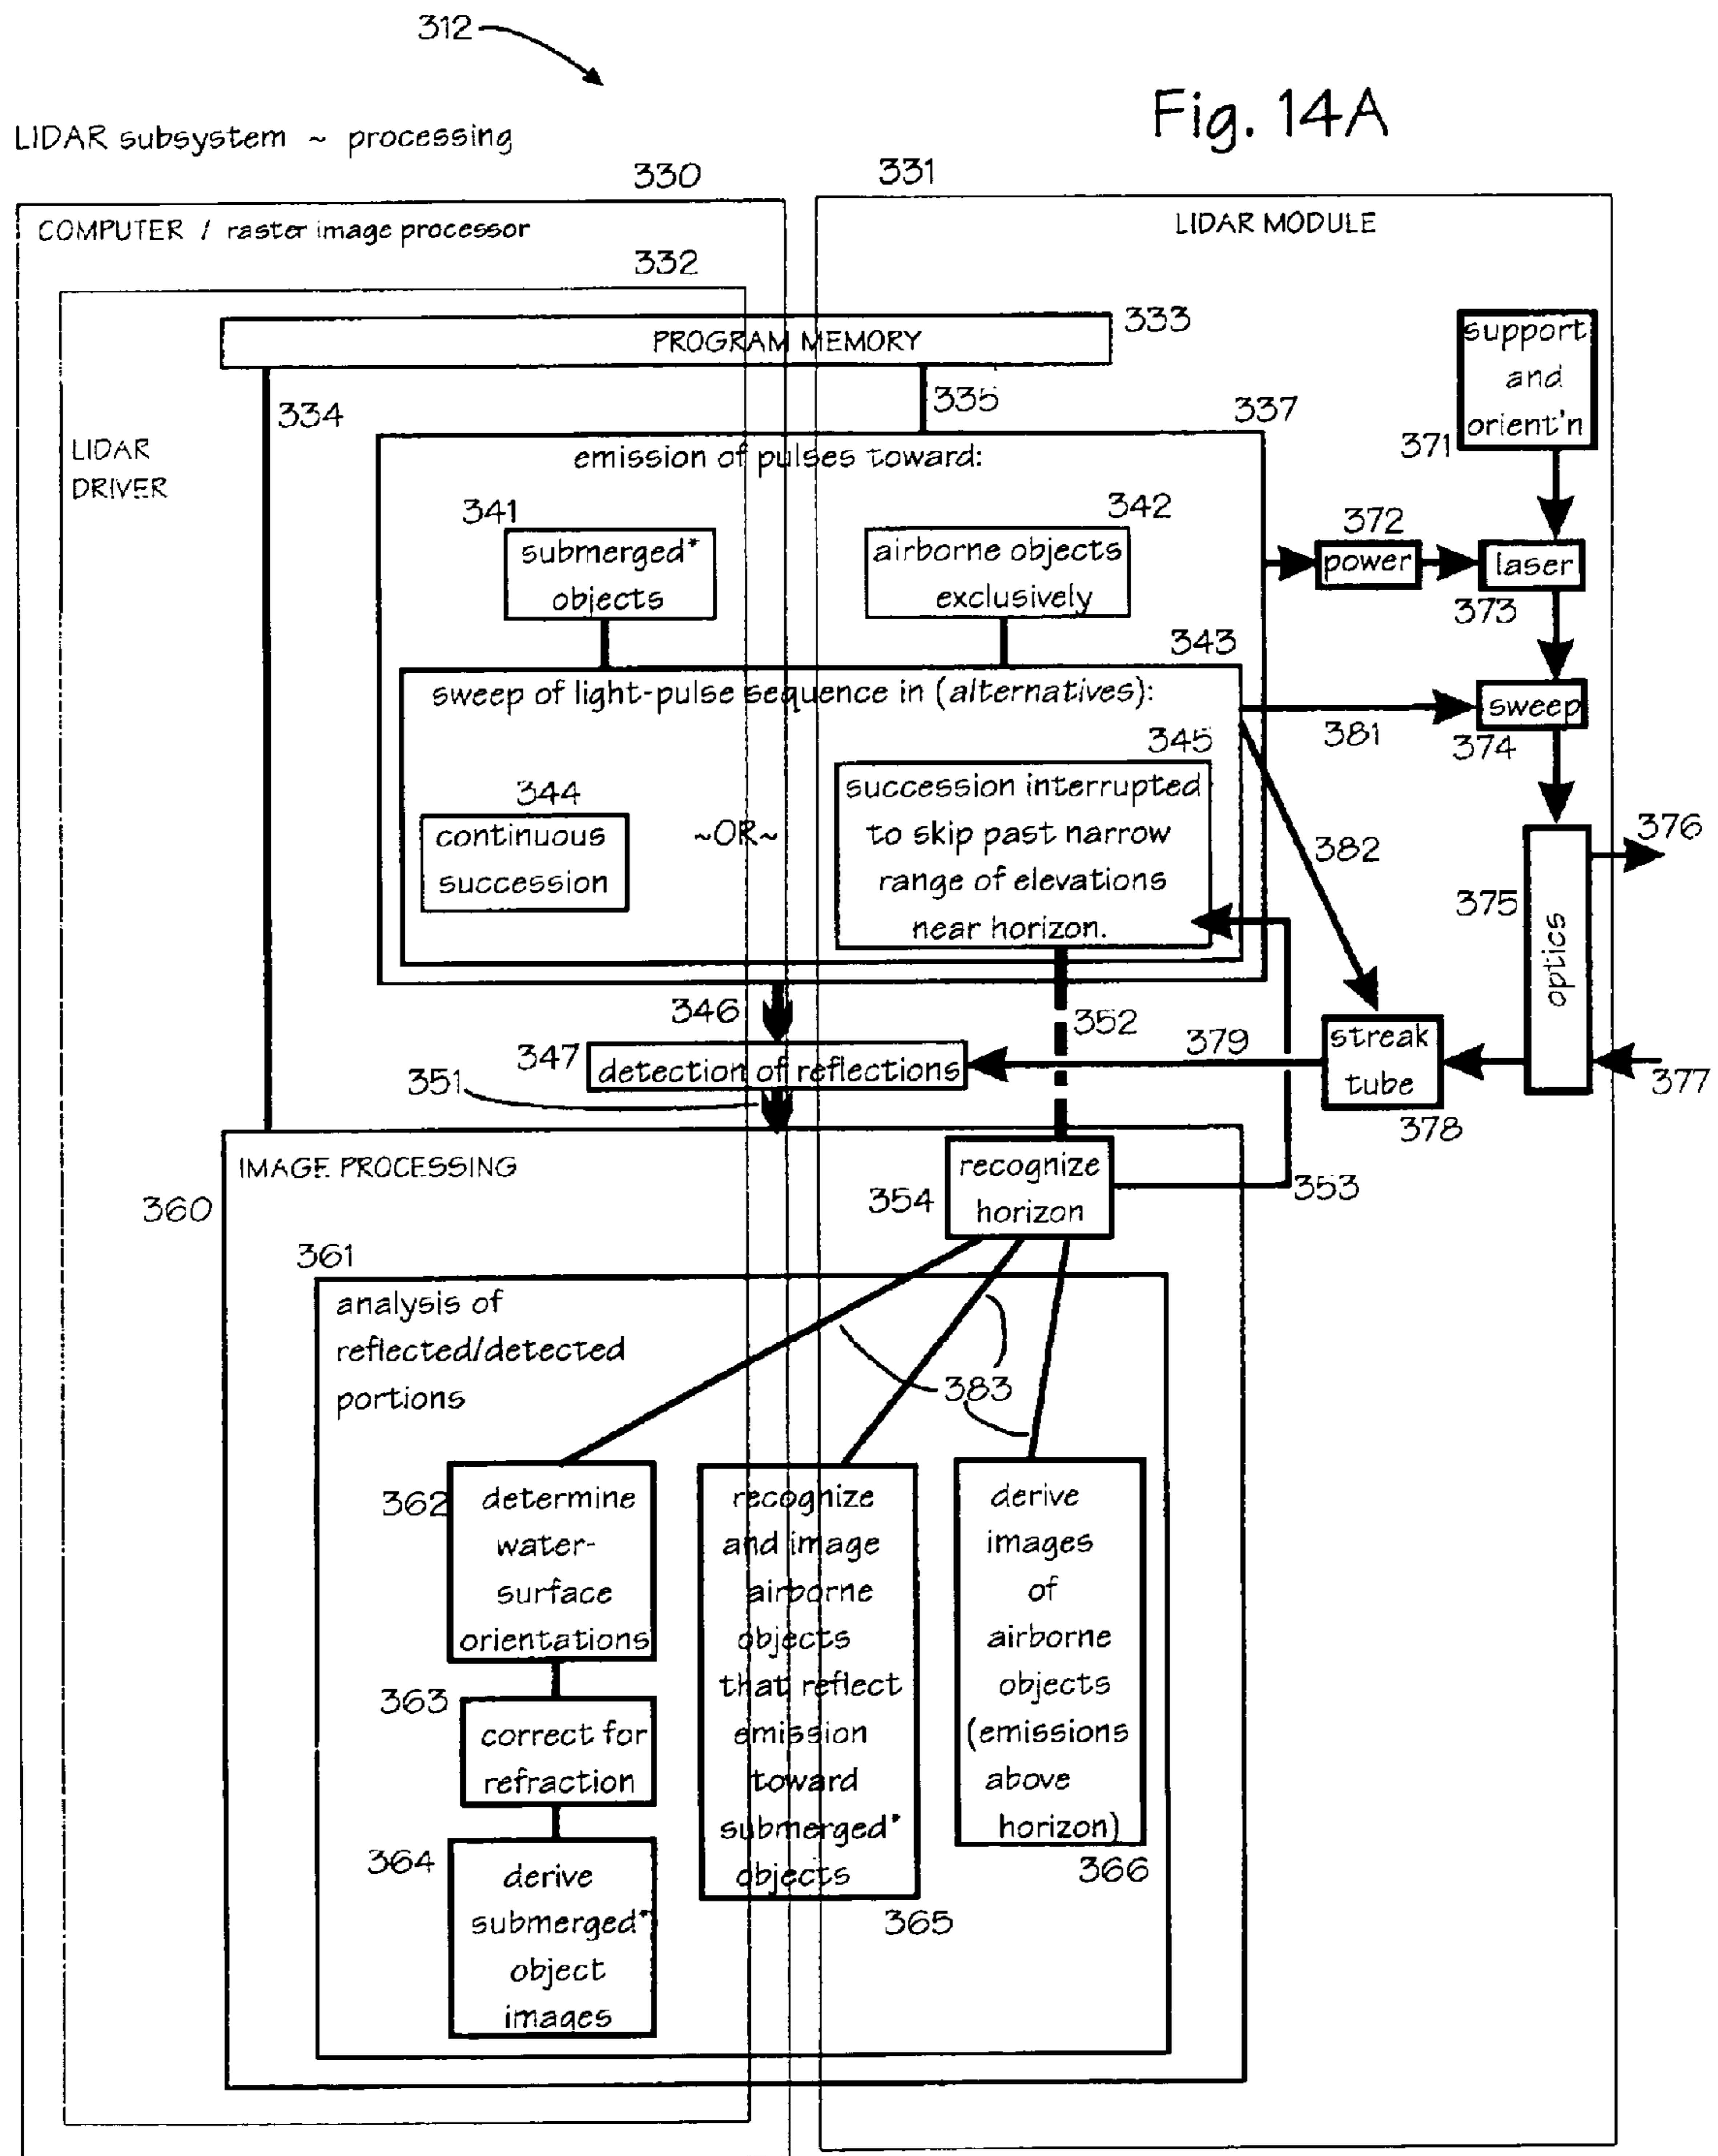 312
Fig. 14A
LIDAR subsystem ~ processing
330
331
COMPUTER / raster image processor
LIDAR MODULE
332
PROGRAM MEMORY
333
334
335
337
LIDAR
DRIVER
support
and
orient'n
371
emission of pulses toward:
341
submerged*
objects
342
airborne objects
exclusively
372
power
laser
373
343
sweep of light-pulse sequence in (alternatives):
381
sweep
374
344
continuous
succession
~OR~
345
succession interrupted
to skip past narrow
range of elevations
near horizon.
382
376
375
optics
346
352
347
detection of reflections
379
streak
tube
377
378
351
IMAGE PROCESSING
360
recognize
horizon
354
353
361
analysis of
reflected/detected
portions
383
362
determine
water-
surface
orientations
363
correct for
refraction
364
derive
submerged*
object
images
recognize
and image
airborne
objects
that reflect
emission
toward
submerged*
objects
365
derive
images
of
airborne
objects
(emissions
above
horizon)
366